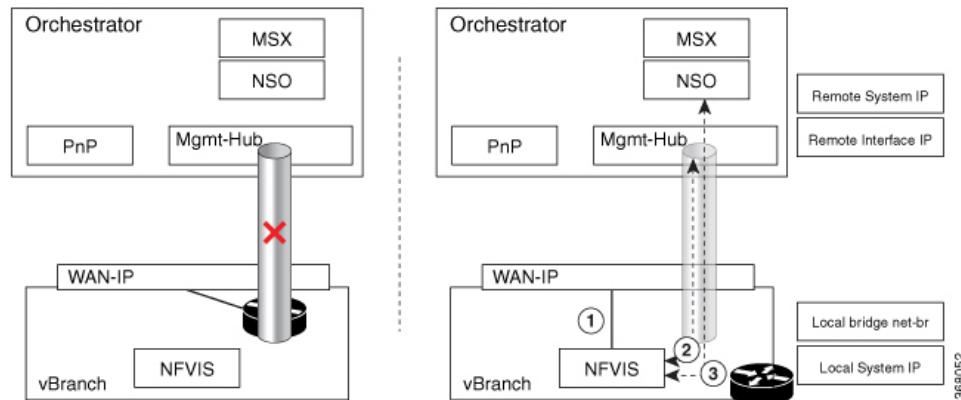 Orchestrator
MSX
NSO
PnP
Mgmt-Hub
WAN-IP
NFVIS
vBranch
Orchestrator
MSX
NSO
PnP
Mgmt-Hub
Remote System IP
Remote Interface IP
WAN-IP
1
2
3
NFVIS
vBranch
Local bridge net-br
Local System IP
368052